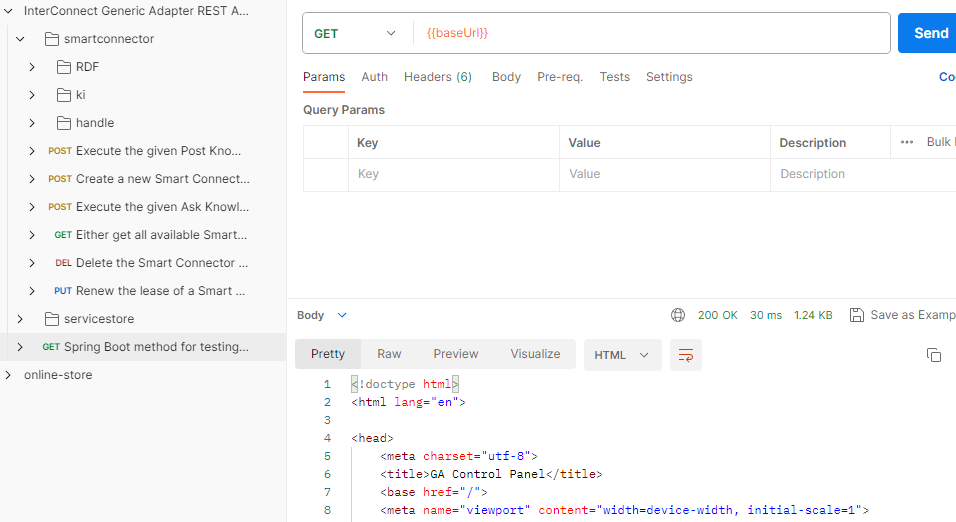 InterConnect Generic Adapter REST A...
smartconnector
RDF
ki
handle
POST Execute the given Post Kno...
POST Create a new Smart Connect...
POST Execute the given Ask Knowl...
GET Either get all available Smart...
DEL Delete the Smart Connector ...
PUT Renew the lease of a Smart ...
servicestore
GET Spring Boot method for testing...
online-store
GET {{baseUrl}} Send
Params Auth Headers (6) Body Pre-req. Tests Settings
Query Params
Key Value Description ••• Bulk
Key Value Description
Body 200 OK 30 ms 1.24 KB Save as Examp
Pretty Raw Preview Visualize HTML
1 <!doctype html>
2 <html lang="en">
3
4 <head>
5 <meta charset="utf-8">
6 <title>GA Control Panel</title>
7 <base href="/">
8 <meta name="viewport" content="width=device-width, initial-scale=1">